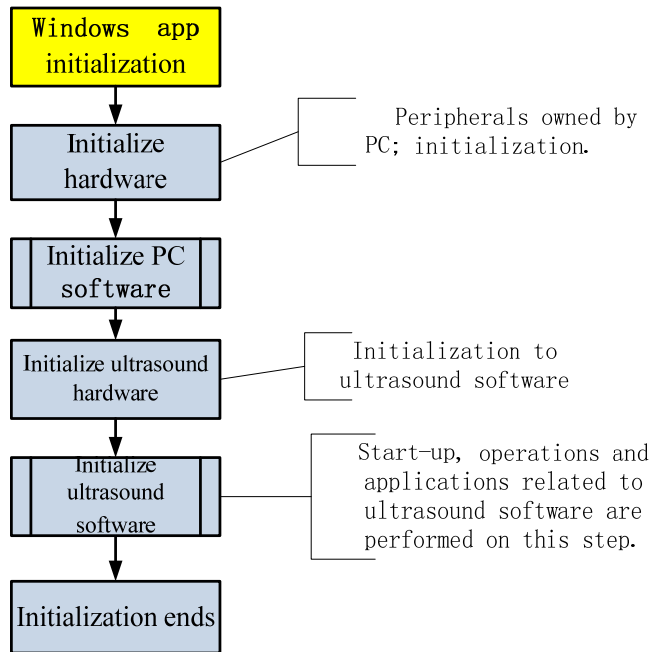 Windows app
initialization
Initialize
hardware
Peripherals owned by
PC; initialization.
Initialize PC
software
Initialize ultrasound
hardware
Initialization to
ultrasound software
Initialize
ultrasound
software
Start-up, operations and
applications related to
ultrasound software are
performed on this step.
Initialization ends